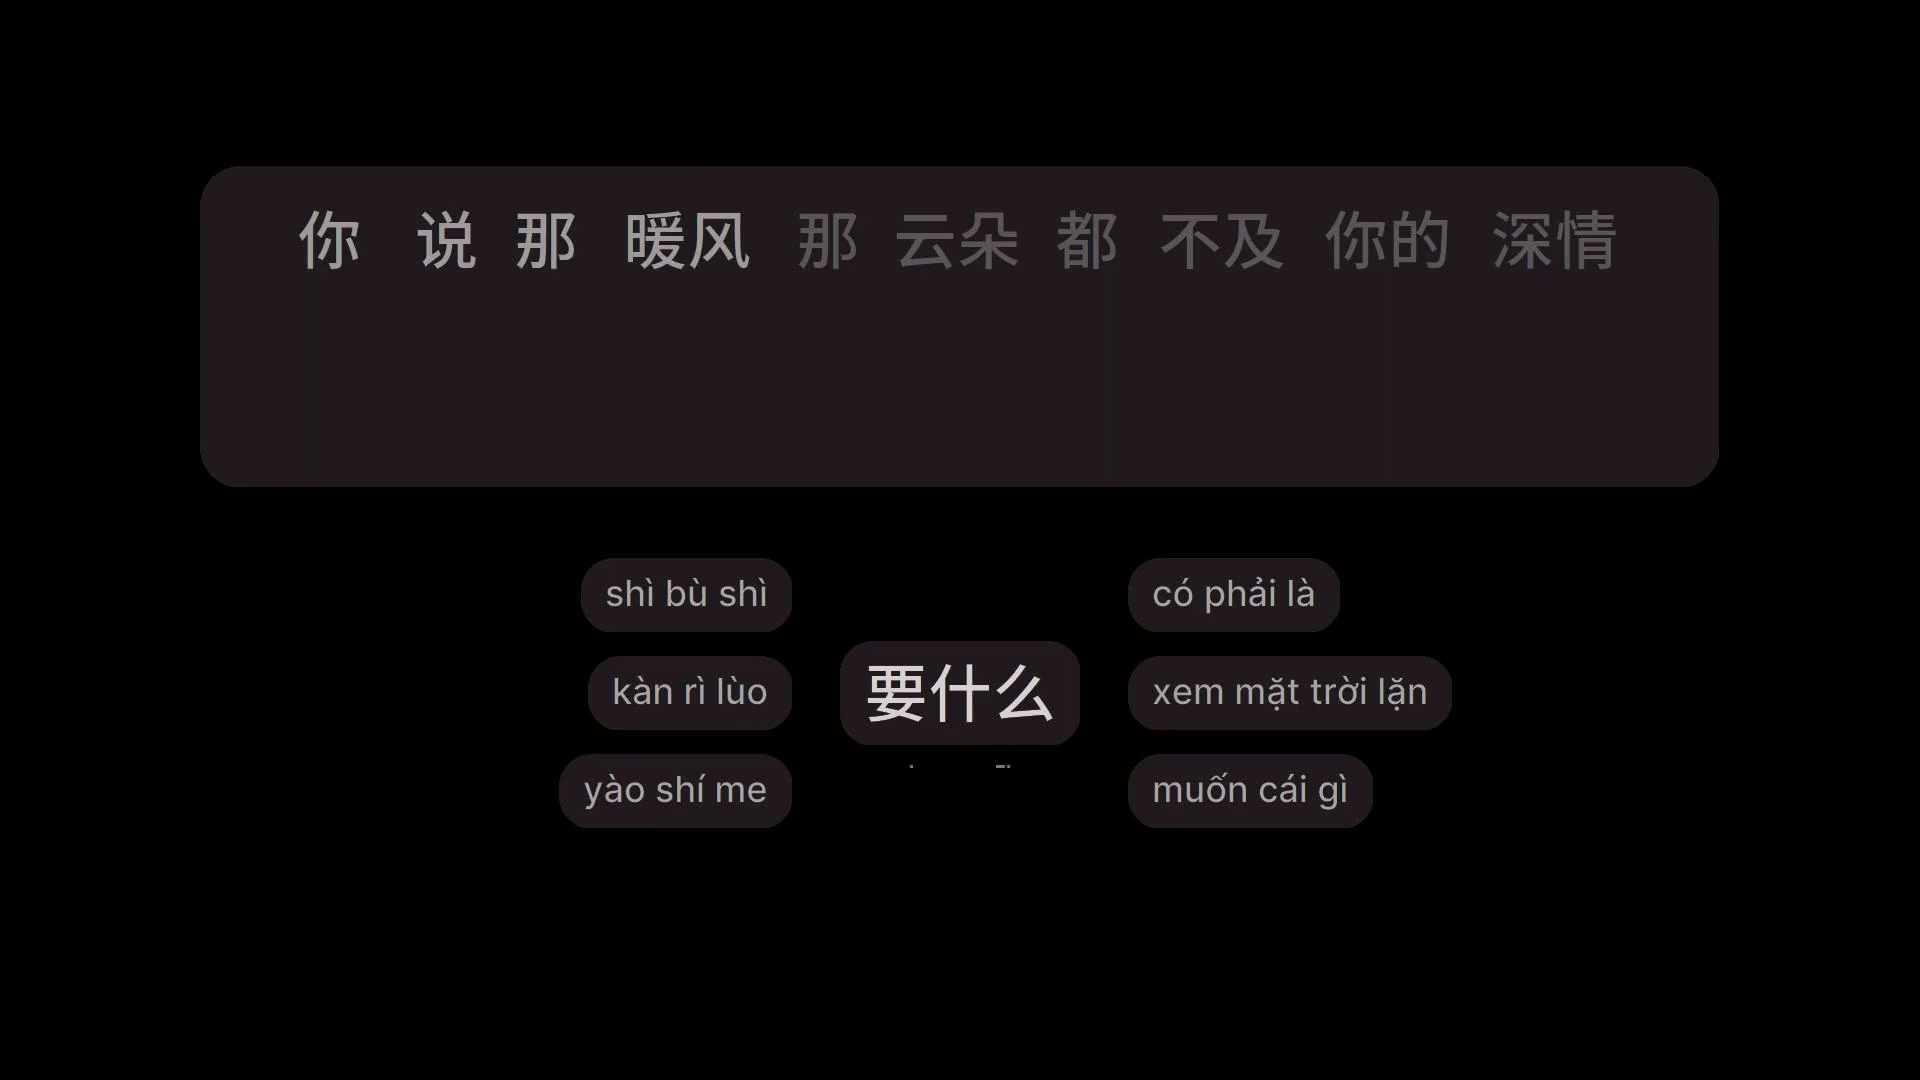 你 说 那 暖风 那 云朵 都 不及 你的 深情
shì bù shì
có phải là
kàn rì lùo
要什么
xem mặt trời lặn
yào shí me
muốn cái gì